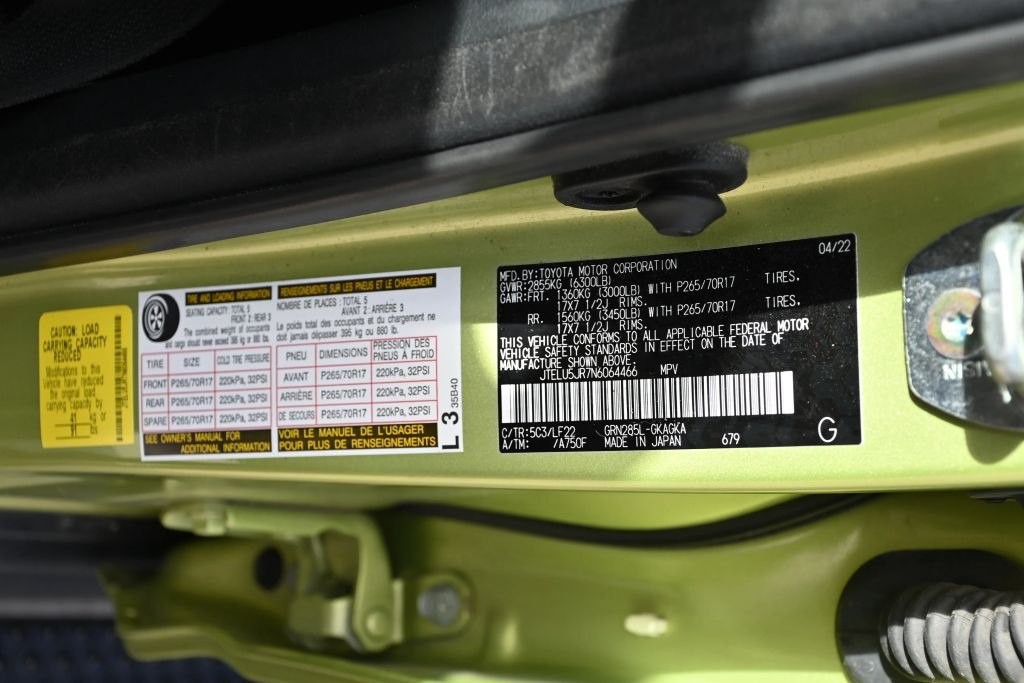 CAUTION: LOAD
CARRYING CAPACITY
REDUCED
Modifications to this
Vehicle have reduced
the original load
carrying capacity by
kg or
TIRE AND LOADING INFORMATION
SEATING CAPACITY: TOTAL 5
FRONT 2: REAR 3
The combined weight of occupants
and cargo should never exceed 395 kg or 880 lbs.
TIRE SIZE COLD TIRE PRESSURE
FRONT P265/70R17 220kPa, 32PSI
REAR P265/70R17 220kPa, 32PSI
SPARE P265/70R17 220kPa, 32PSI
SEE OWNER'S MANUAL FOR
ADDITIONAL INFORMATION
RENSEIGNEMENTS SUR LES PNEUS ET LE CHARGEMENT
NOMBRE DE PLACES :TOTAL 5
AVANT 2 : ARRIÈRE 3
Le poids total des occupants et du chargement ne
doit jamais dépasser 395 kg ou 880 lb.
PNEU DIMENSIONS PRESSION DES PNEUS À FROID
AVANT P265/70R17 220kPa, 32PSI
ARRIÈRE P265/70R17 220kPa, 32PSI
DE SECOURS P265/70R17 220kPa, 32PSI
VOIR LE MANUEL DE L'USAGER
POUR PLUS DE RENSEIGNEMENTS
L 3 35B40
04/22
MFD.BY:TOYOTA MOTOR CORPORATION
GVWR:2855KG (6300LB)
GAWR:FRT. 1360KG (3000LB) WITH P265/70R17 TIRES,
17X7 1/2J RIMS.
RR. 1560KG (3450LB) WITH P265/70R17 TIRES,
17X7 1/2J RIMS.
THIS VEHICLE CONFORMS TO ALL APPLICABLE FEDERAL MOTOR
VEHICLE SAFETY STANDARDS IN EFFECT ON THE DATE OF
MANUFACTURE SHOWN ABOVE.
JTELU5JR7N6064466 MPV
C/TR:5C3/LF22 GRN285L-GKAGKA
A/TM: /A750F MADE IN JAPAN 679
G